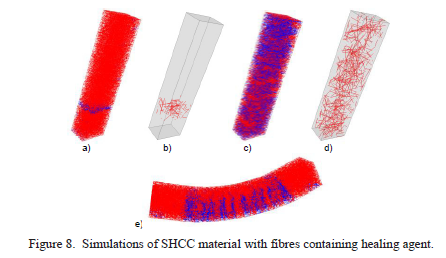 a)
b)
c)
d)
e)
Figure 8.  Simulations of SHCC material with fibres containing healing agent.